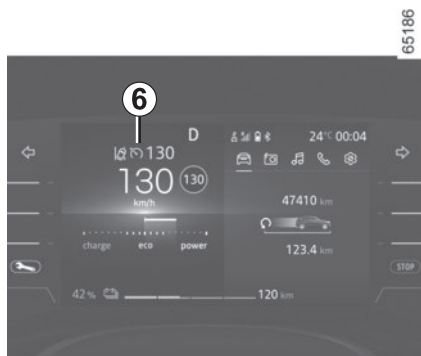 65186
6
D
24°C 00:04
130
130 130
km/h
47410 km
charge eco power
123.4 km
STOP
42 % 120 km